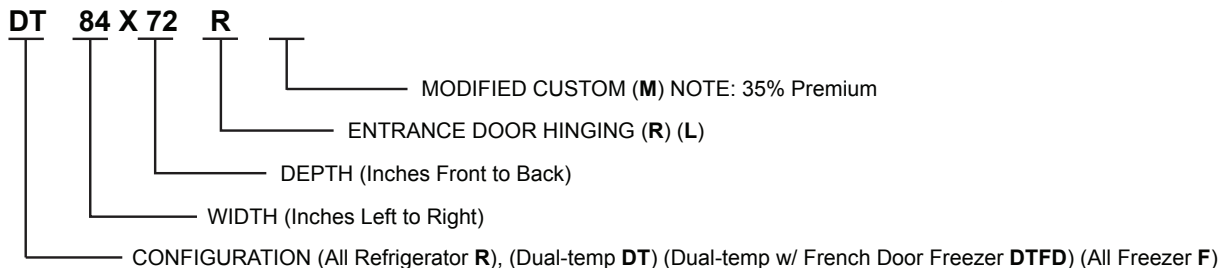 DT 84 X 72 R
MODIFIED CUSTOM (M) NOTE: 35% Premium
ENTRANCE DOOR HINGING (R) (L)
DEPTH (Inches Front to Back)
WIDTH (Inches Left to Right)
CONFIGURATION (All Refrigerator R), (Dual-temp DT) (Dual-temp w/ French Door Freezer DTFD) (All Freezer F)